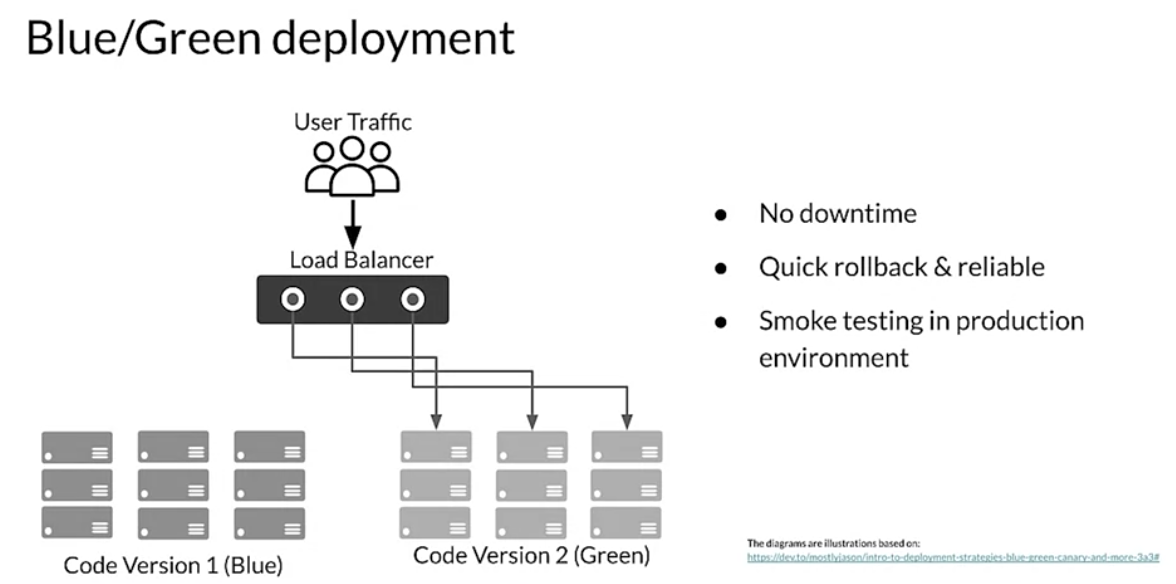 Blue/Green deployment
User Traffic
Load Balancer
Code Version 1 (Blue)
Code Version 2 (Green)
● No downtime
● Quick rollback & reliable
● Smoke testing in production
environment
The diagrams are illustrations based on:
https://dev.to/mostlyjason/intro-to-deployment-strategies-blue-green-canary-and-more-3a3#